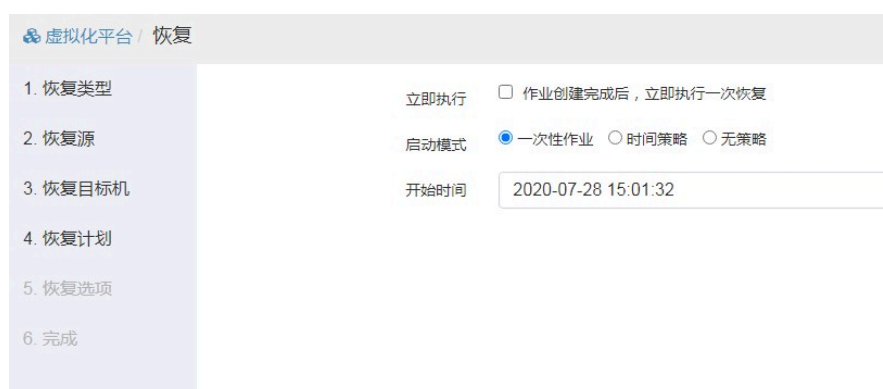 虚拟化平台 / 恢复
1. 恢复类型
2. 恢复源
3. 恢复目标机
4. 恢复计划
5. 恢复选项
6. 完成
立即执行 作业创建完成后，立即执行一次恢复
启动模式 一次性作业 时间策略 无策略
开始时间 2020-07-28 15:01:32